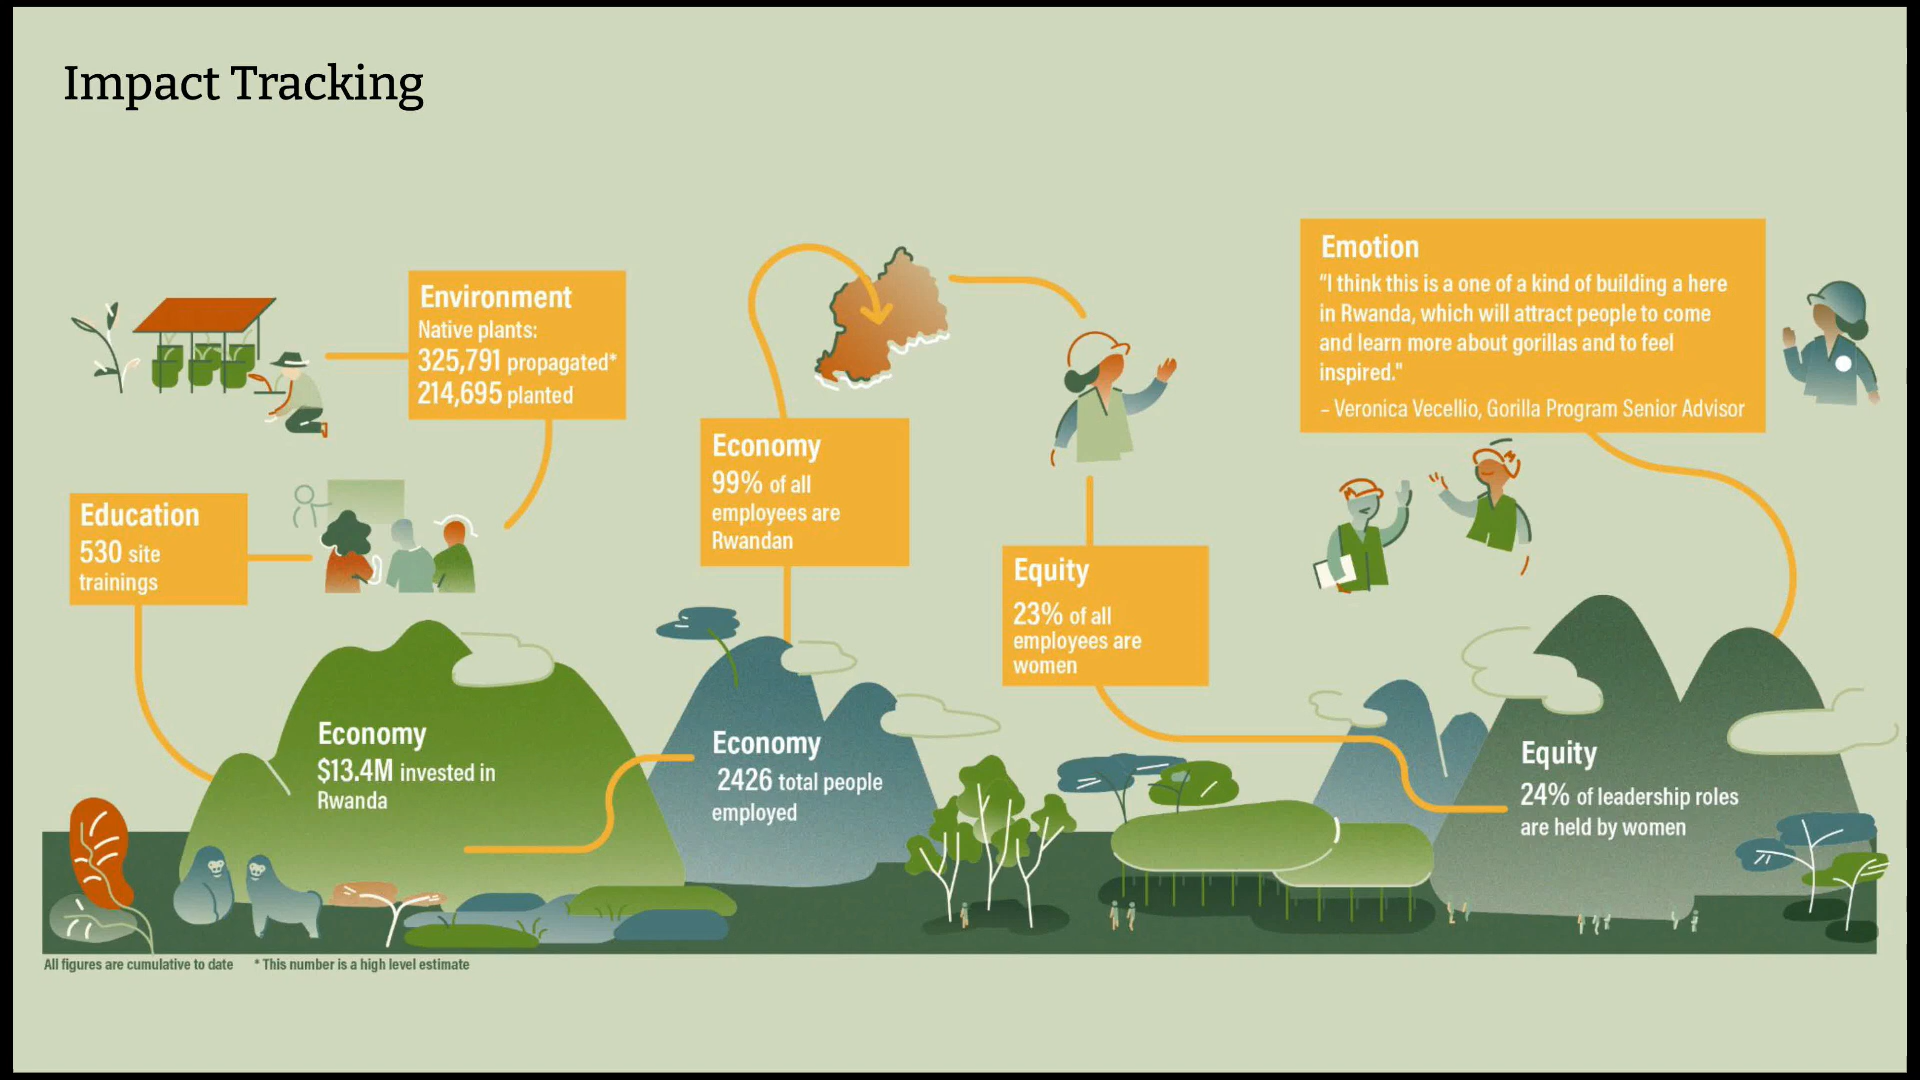 Impact Tracking
Environment
Native plants:
325,791 propagated*
214,695 planted
Education
530 site
trainings
Economy
99% of all
employees are
Rwandan
Equity
23% of all
employees are
women
Emotion
"I think this is a one of a kind of building a here
in Rwanda, which will attract people to come
and learn more about gorillas and to feel
inspired."
– Veronica Vecellio, Gorilla Program Senior Advisor
Economy
$13.4M invested in
Rwanda
Economy
2426 total people
employed
Equity
24% of leadership roles
are held by women
All figures are cumulative to date * This number is a high level estimate